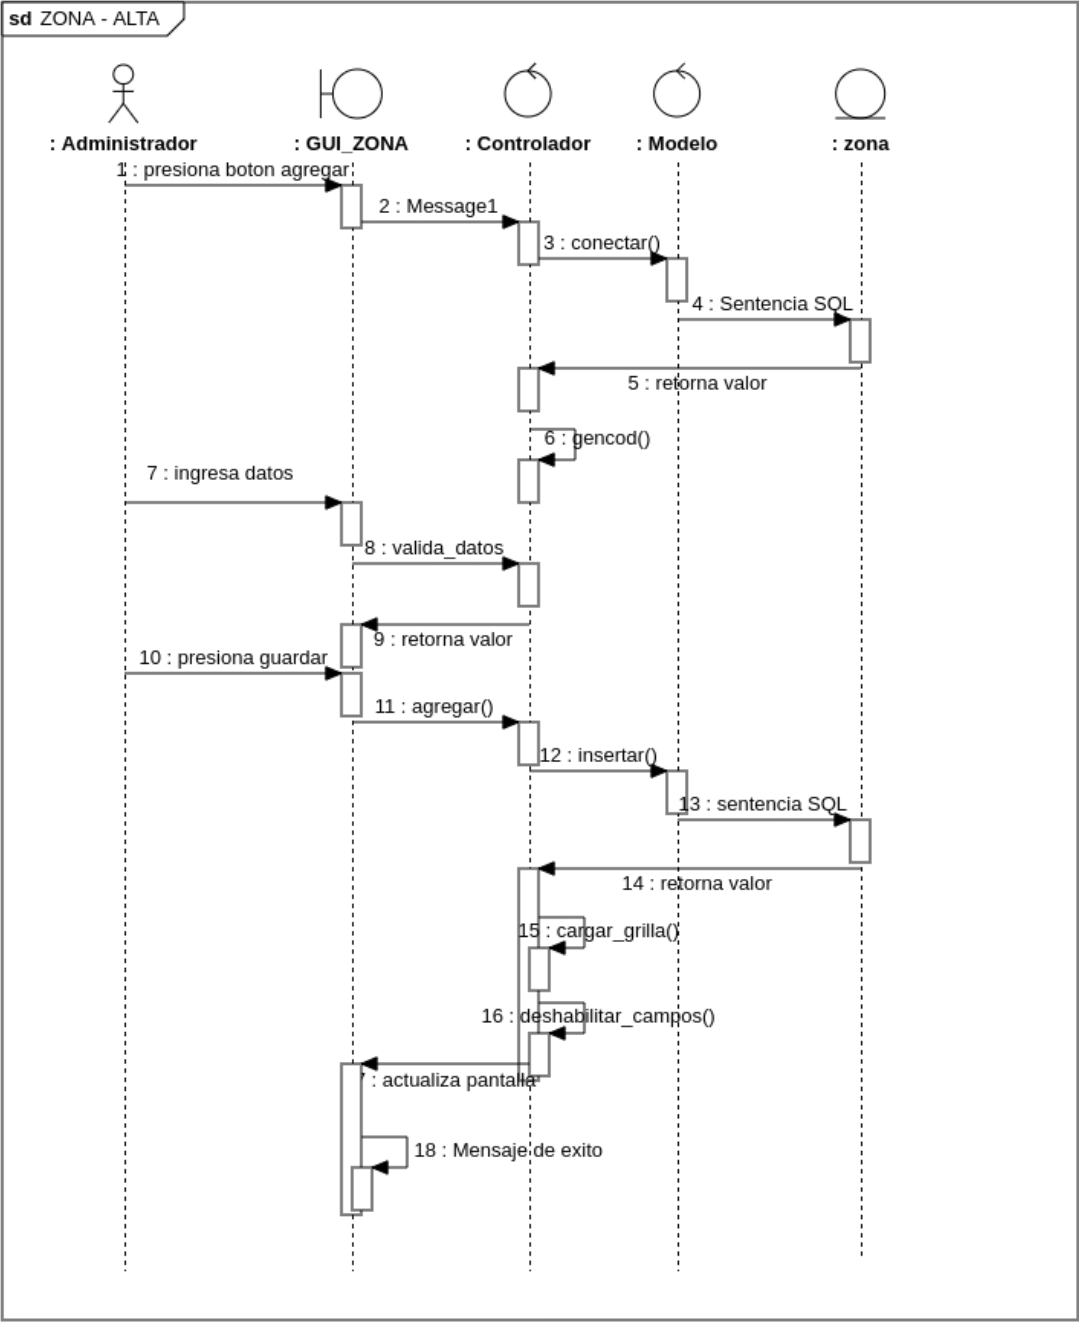 sd ZONA - ALTA
: Administrador
: GUI_ZONA
: Controlador
: Modelo
: zona
1 : presiona boton agregar
2 : Message1
3 : conectar()
4 : Sentencia SQL
5 : retorna valor
6 : gencod()
7 : ingresa datos
8 : valida_datos
9 : retorna valor
10 : presiona guardar
11 : agregar()
12 : insertar()
13 : sentencia SQL
14 : retorna valor
15 : cargar_grilla()
16 : deshabilitar_campos()
: actualiza pantalla
18 : Mensaje de exito